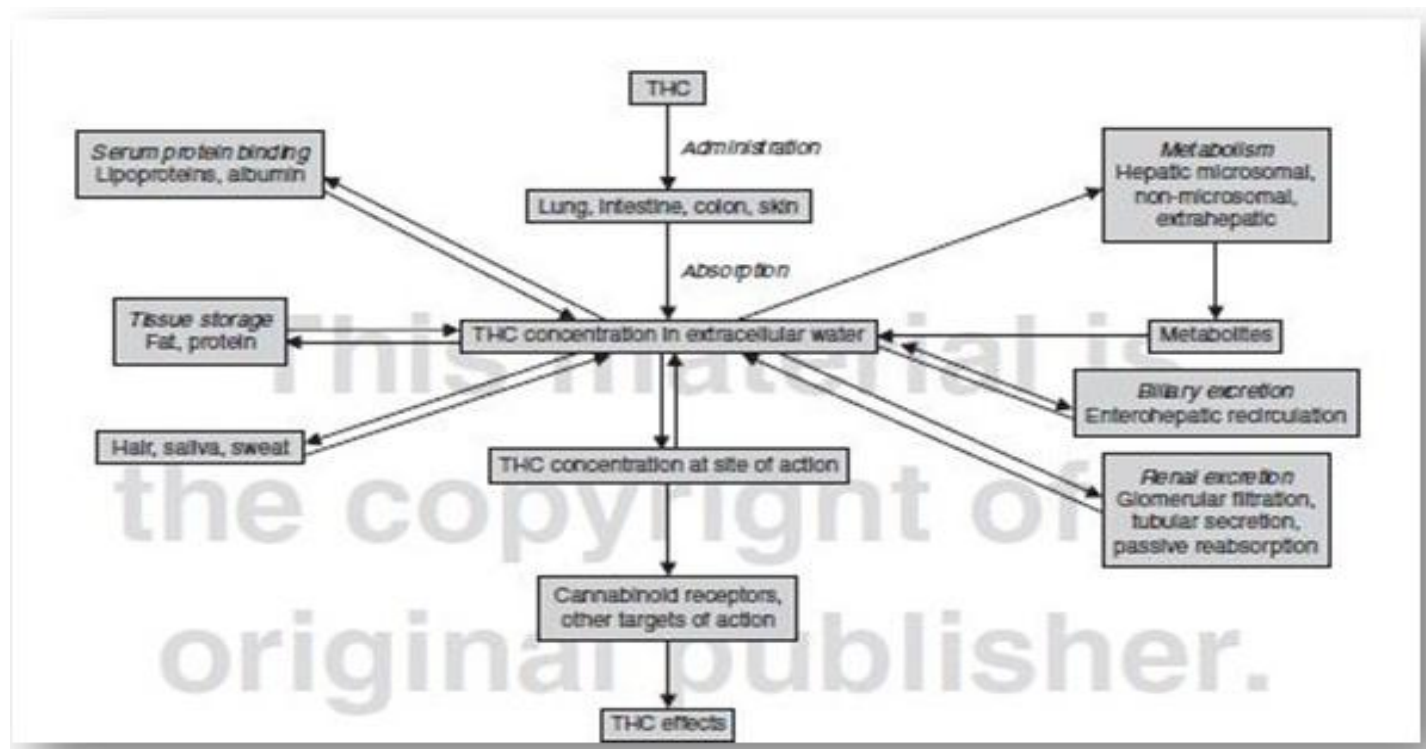 THC
Administration
Serum protein binding
Lipoproteins, albumin
Metabolism
Hepatic microsomal,
non-microsomal,
extrahepatic
Lung, intestine, colon, skin
Absorption
Tissue storage
Fat, protein
THC concentration in extracellular water
Metabolites
Biliary excretion
Enterohepatic recirculation
Hair, saliva, sweat
THC concentration at site of action
Renal excretion
Glomerular filtration,
tubular secretion,
passive reabsorption
Cannabinoid receptors,
other targets of action
THC effects
This material is
the copyright of
original publisher.